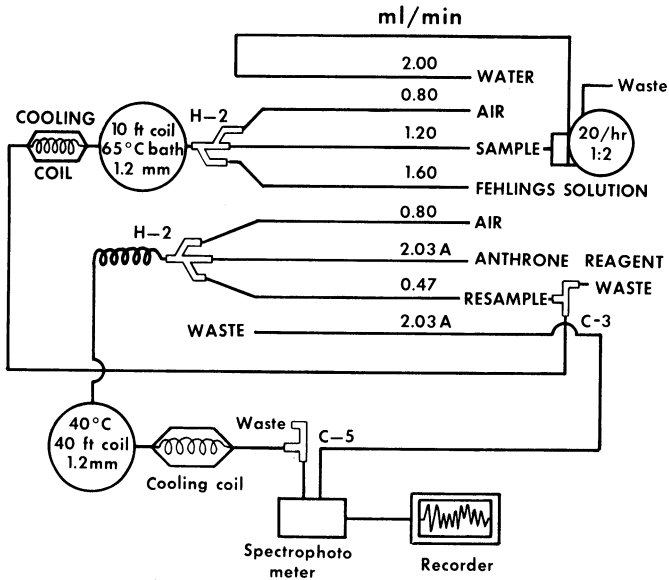 ml/min
2.00
WATER
Waste
0.80
AIR
COOLING
COIL
10 ft coil
65°C bath
1.2 mm
H–2
1.20
SAMPLE
20/hr
1:2
1.60
FEHLINGS SOLUTION
0.80
AIR
H–2
2.03 A
ANTHRONE REAGENT
0.47
RESAMPLE
WASTE
WASTE
2.03 A
C-3
40°C
40 ft coil
1.2mm
Cooling coil
Waste
C–5
Spectrophoto
meter
Recorder